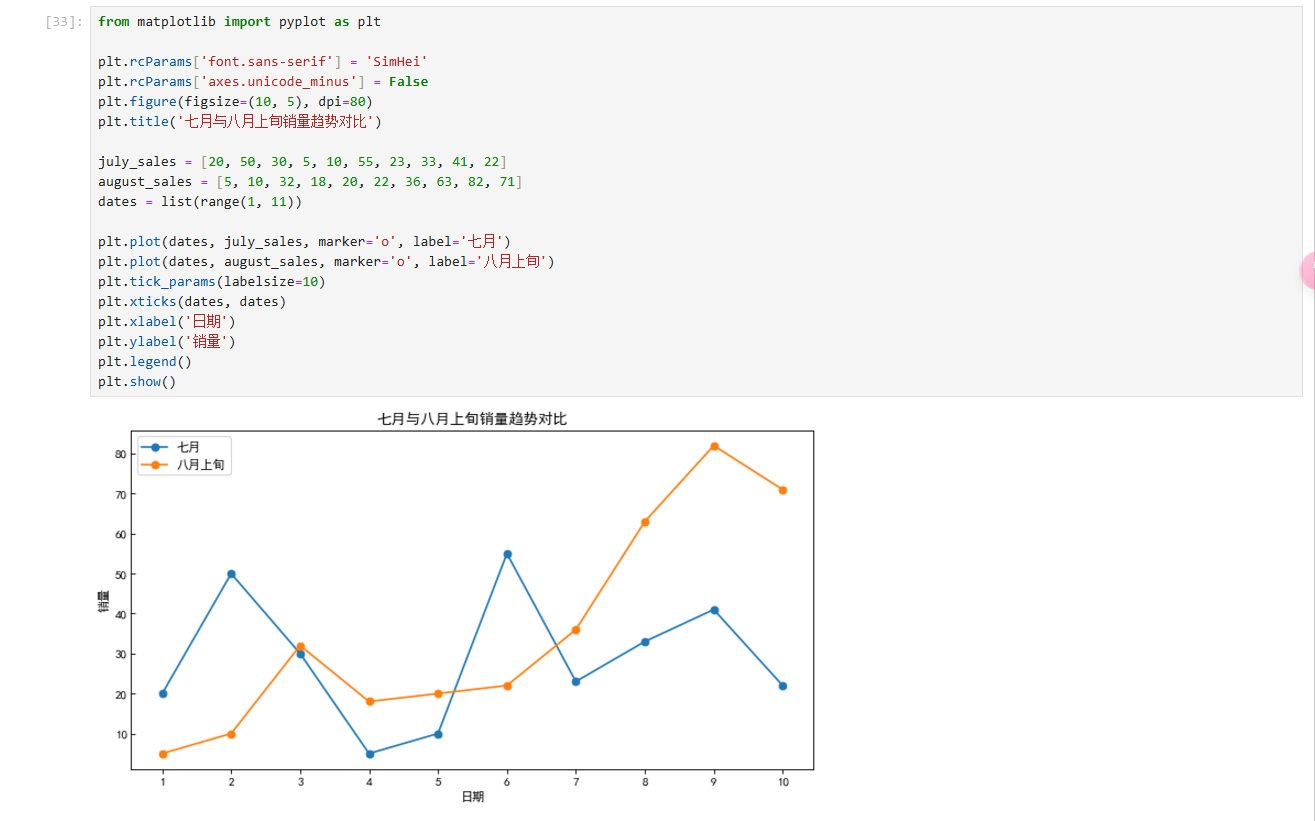 [33]:
from matplotlib import pyplot as plt
plt.rcParams['font.sans-serif'] = 'SimHei'
plt.rcParams['axes.unicode_minus'] = False
plt.figure(figsize=(10, 5), dpi=80)
plt.title('七月与八月上旬销量趋势对比')
july_sales = [20, 50, 30, 5, 10, 55, 23, 33, 41, 22]
august_sales = [5, 10, 32, 18, 20, 22, 36, 63, 82, 71]
dates = list(range(1, 11))
plt.plot(dates, july_sales, marker='o', label='七月')
plt.plot(dates, august_sales, marker='o', label='八月上旬')
plt.tick_params(labelsize=10)
plt.xticks(dates, dates)
plt.xlabel('日期')
plt.ylabel('销量')
plt.legend()
plt.show()
七月与八月上旬销量趋势对比
七月
八月上旬
80
70
60
50
40
30
20
10
销量
1 2 3 4 5 6 7 8 9 10
日期